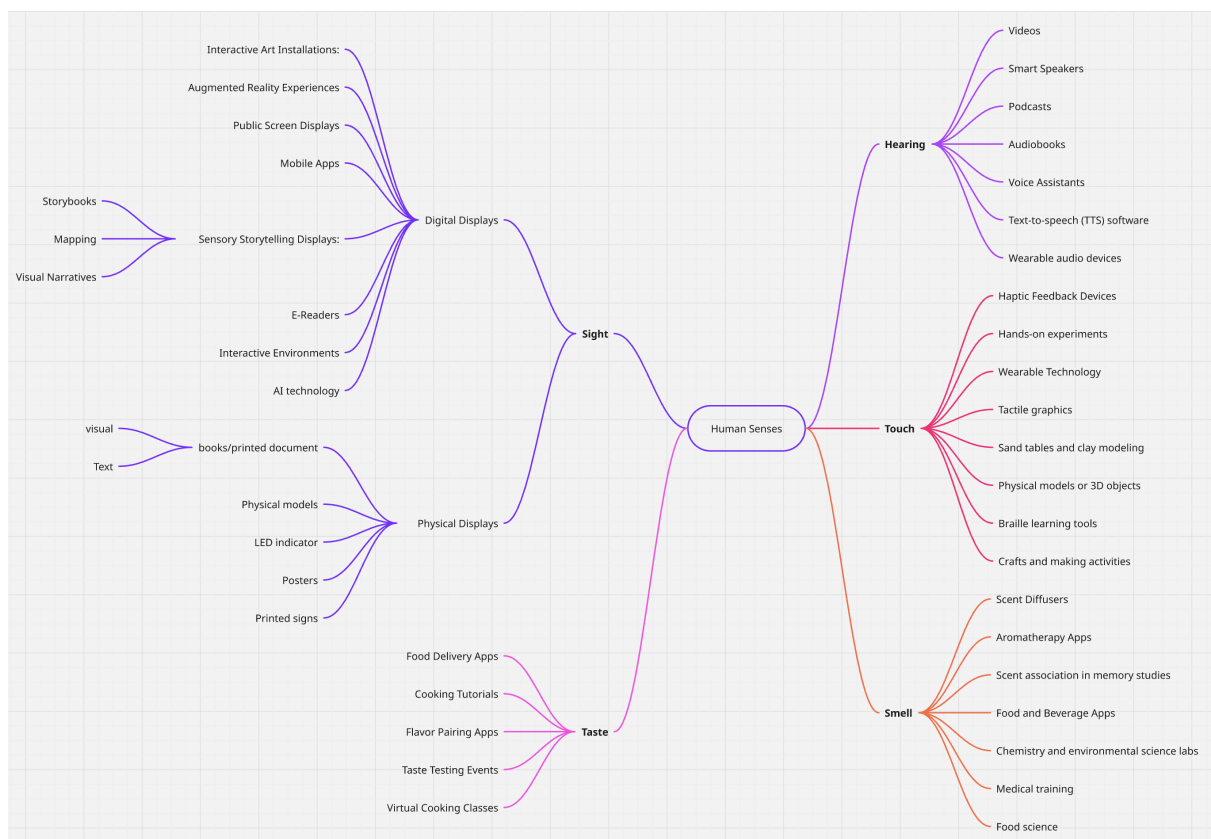 Human Senses
Sight
Digital Displays
Interactive Art Installations:
Augmented Reality Experiences
Public Screen Displays
Mobile Apps
Sensory Storytelling Displays:
Storybooks
Mapping
Visual Narratives
E-Readers
Interactive Environments
AI technology
Physical Displays
books/printed document
visual
Text
Physical models
LED indicator
Posters
Printed signs
Taste
Food Delivery Apps
Cooking Tutorials
Flavor Pairing Apps
Taste Testing Events
Virtual Cooking Classes
Hearing
Videos
Smart Speakers
Podcasts
Audiobooks
Voice Assistants
Text-to-speech (TTS) software
Wearable audio devices
Touch
Haptic Feedback Devices
Hands-on experiments
Wearable Technology
Tactile graphics
Sand tables and clay modeling
Physical models or 3D objects
Braille learning tools
Crafts and making activities
Smell
Scent Diffusers
Aromatherapy Apps
Scent association in memory studies
Food and Beverage Apps
Chemistry and environmental science labs
Medical training
Food science